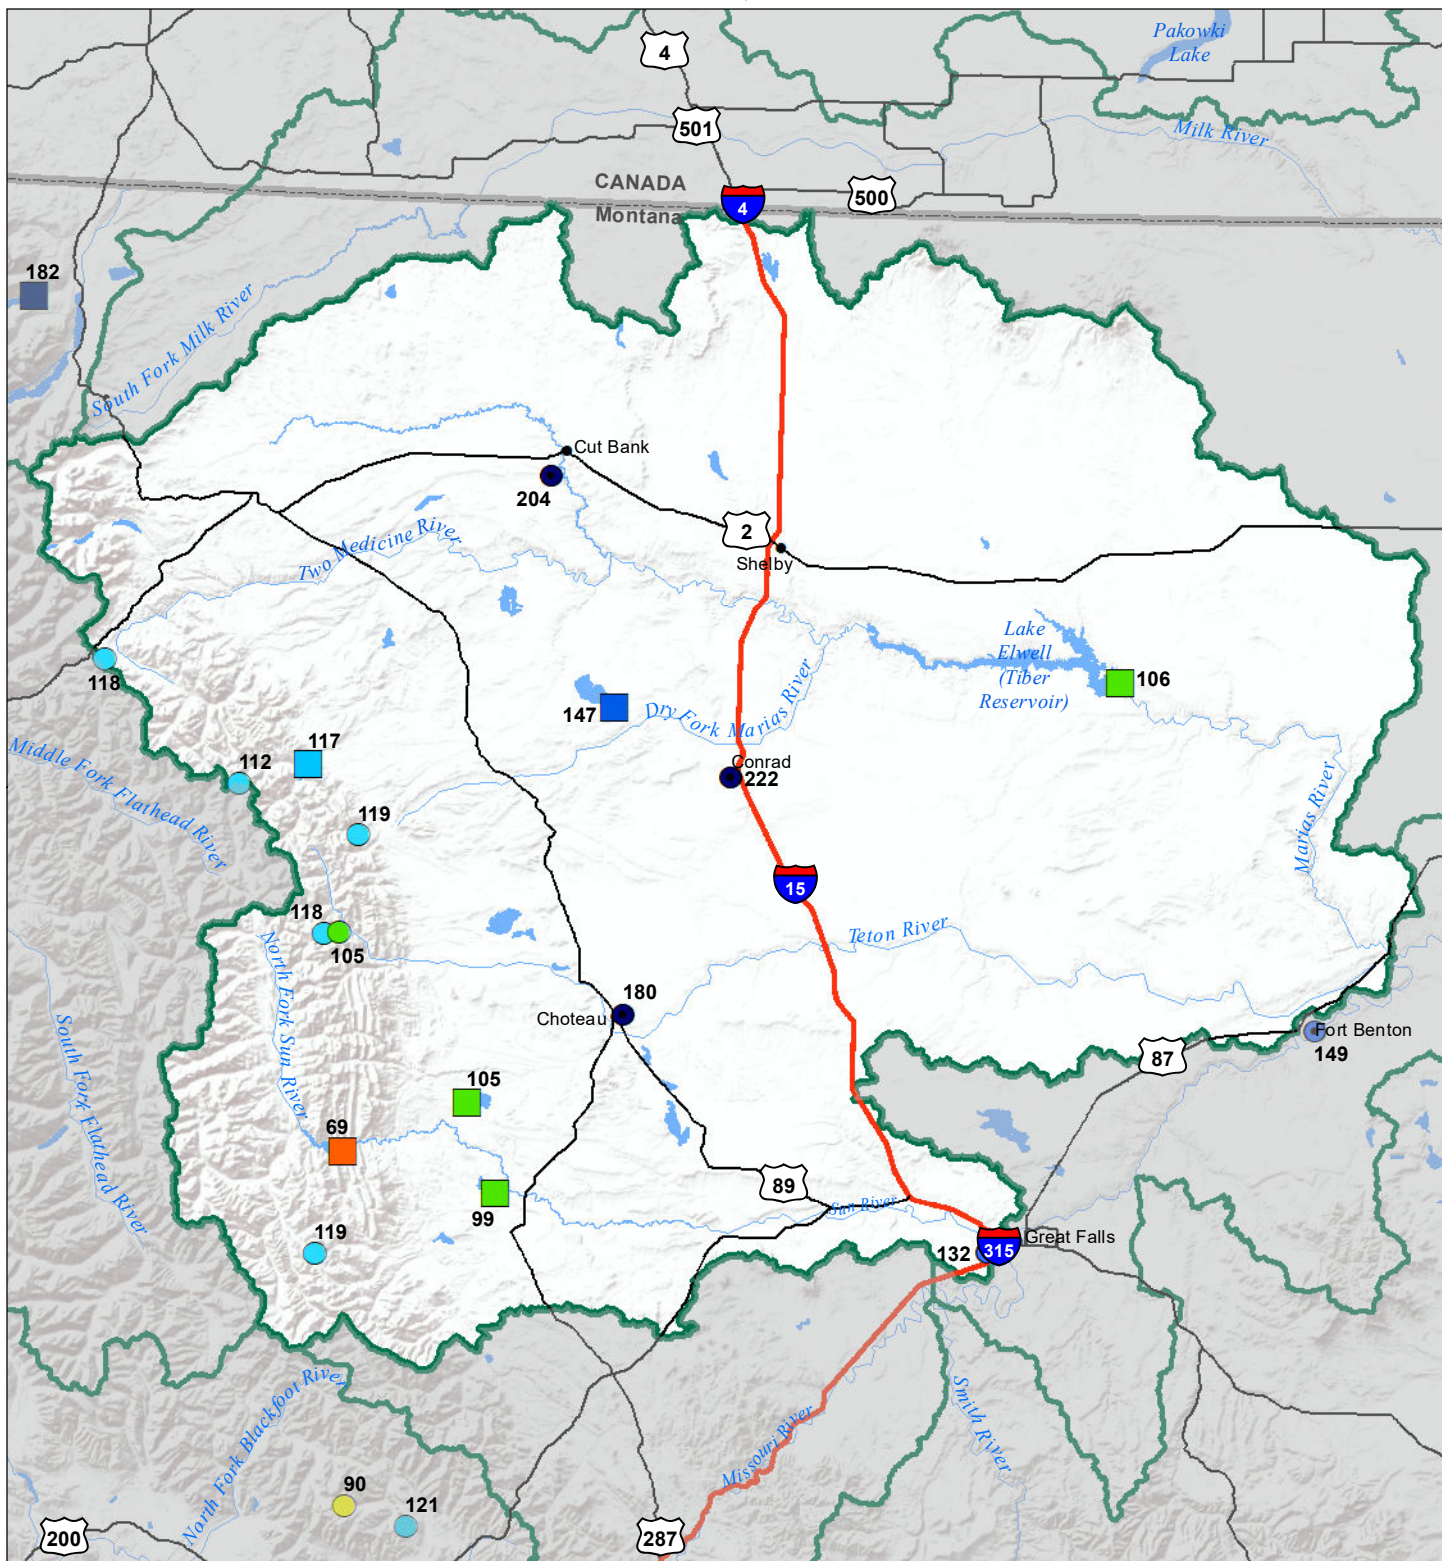 Pakowki
Lake
4
501
Milk River
CANADA
500
4
Montana
182
South Fork Milk River
Cut Bank
204
2
Two Medicine River
Shelby
Lake
Elwell
(Tiber
Reservoir)
118
106
147
Dry Fork Marias River
117
Middle Fork Flathead River
112
Conrad
222
119
Marias River
15
118
105
North Fork Sun River
Teton River
180
Choteau
South Fork Flathead River
Fort Benton
149
87
105
69
89
99
Sun River
119
132
315
Great Falls
North Fork Blackfoot River
Missouri River
Smith River
90
121
200
287